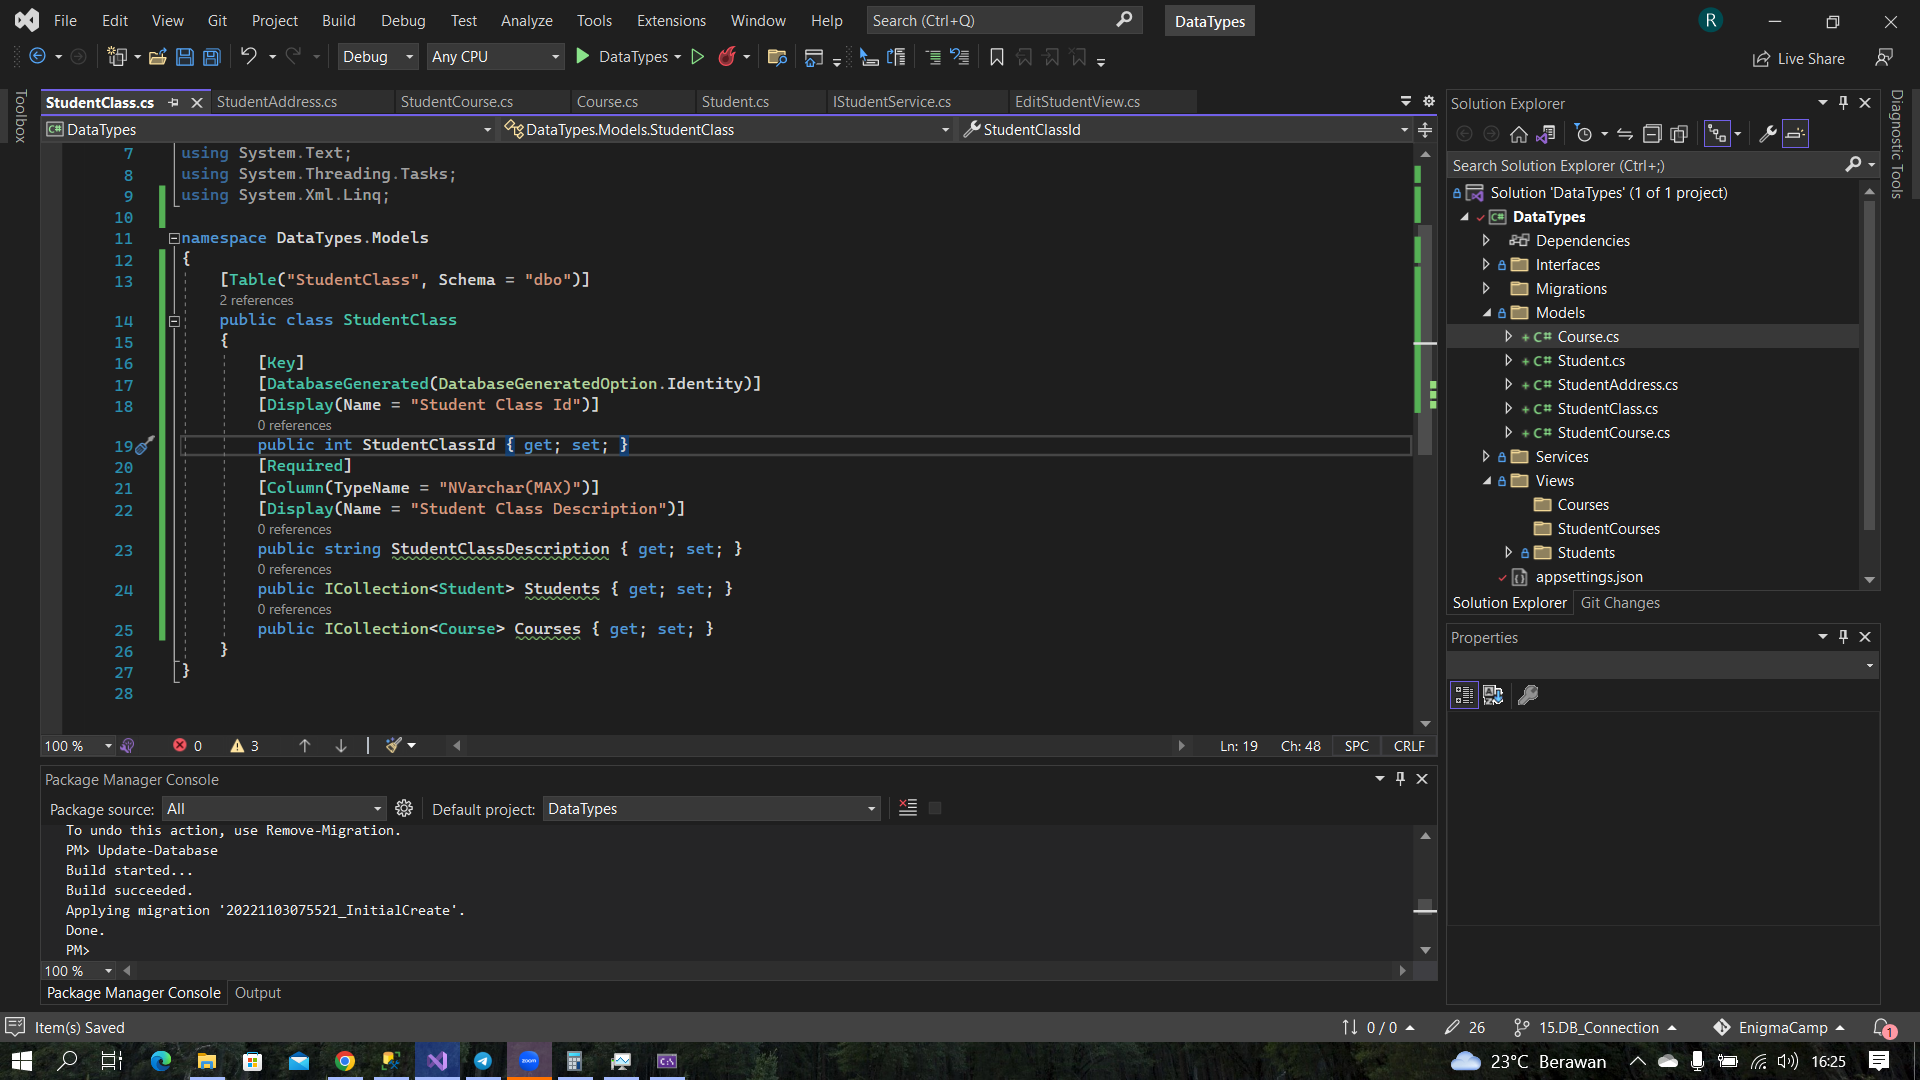 File Edit View Git Project Build Debug Test Analyze Tools Extensions Window Help Search (Ctrl+Q) DataTypes R
Debug Any CPU DataTypes Live Share
Toolbox
StudentClass.cs StudentAddress.cs StudentCourse.cs Course.cs Student.cs IStudentService.cs EditStudentView.cs
C# DataTypes DataTypes.Models.StudentClass StudentClassId
7 using System.Text;
8 using System.Threading.Tasks;
9 using System.Xml.Linq;
10
11 namespace DataTypes.Models
12 {
13 [Table("StudentClass", Schema = "dbo")]
2 references
14 public class StudentClass
15 {
16 [Key]
17 [DatabaseGenerated(DatabaseGeneratedOption.Identity)]
18 [Display(Name = "Student Class Id")]
0 references
19 public int StudentClassId { get; set; }
20 [Required]
21 [Column(TypeName = "NVarchar(MAX)")]
22 [Display(Name = "Student Class Description")]
0 references
23 public string StudentClassDescription { get; set; }
0 references
24 public ICollection<Student> Students { get; set; }
0 references
25 public ICollection<Course> Courses { get; set; }
26 }
27 }
28
100 % 0 3 Ln: 19 Ch: 48 SPC CRLF
Package Manager Console
Package source: All Default project: DataTypes
To undo this action, use Remove-Migration.
PM> Update-Database
Build started...
Build succeeded.
Applying migration '20221103075521_InitialCreate'.
Done.
PM>
100 %
Package Manager Console Output
Solution Explorer
Search Solution Explorer (Ctrl+;)
Solution 'DataTypes' (1 of 1 project)
C# DataTypes
Dependencies
Interfaces
Migrations
Models
C# Course.cs
C# Student.cs
C# StudentAddress.cs
C# StudentClass.cs
C# StudentCourse.cs
Services
Views
Courses
StudentCourses
Students
appsettings.json
Solution Explorer Git Changes
Properties
Diagnostic Tools
Item(s) Saved 0 / 0 26 15.DB_Connection EnigmaCamp 1
zoom 23°C Berawan 16:25